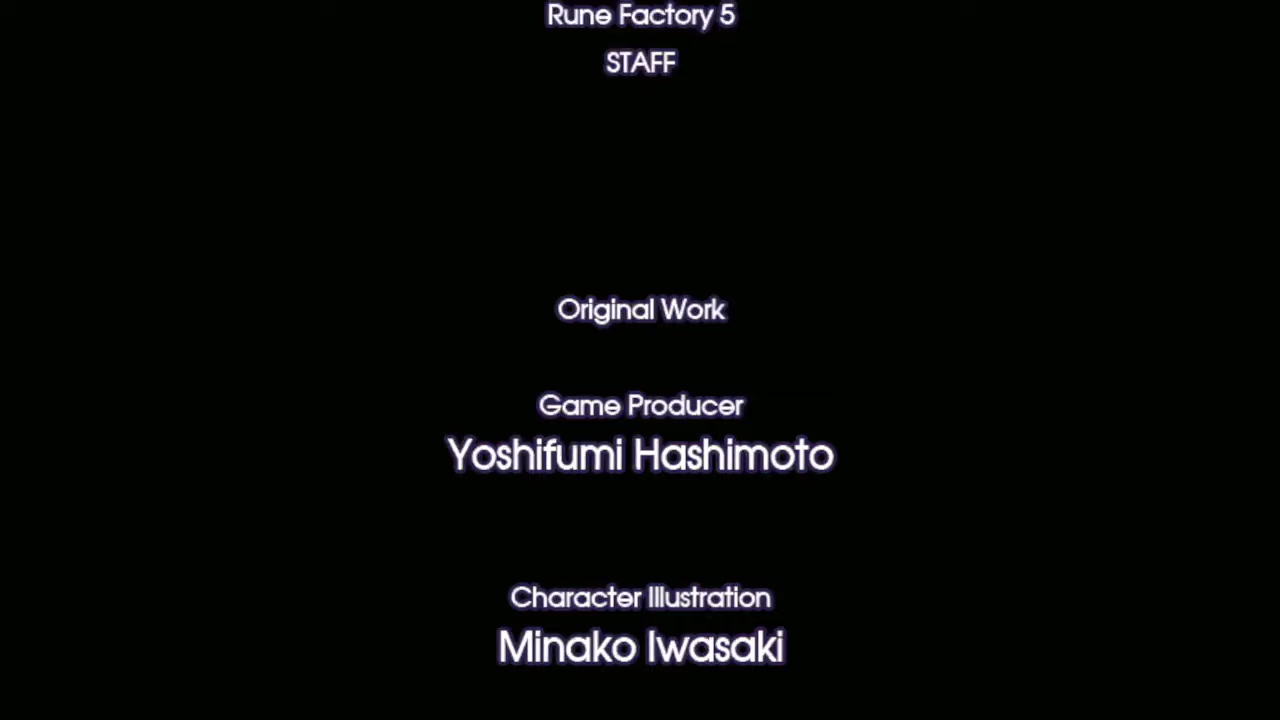 Rune Factory 5
STAFF
Original Work
Game Producer
Yoshifumi Hashimoto
Character Illustration
Minako Iwasaki